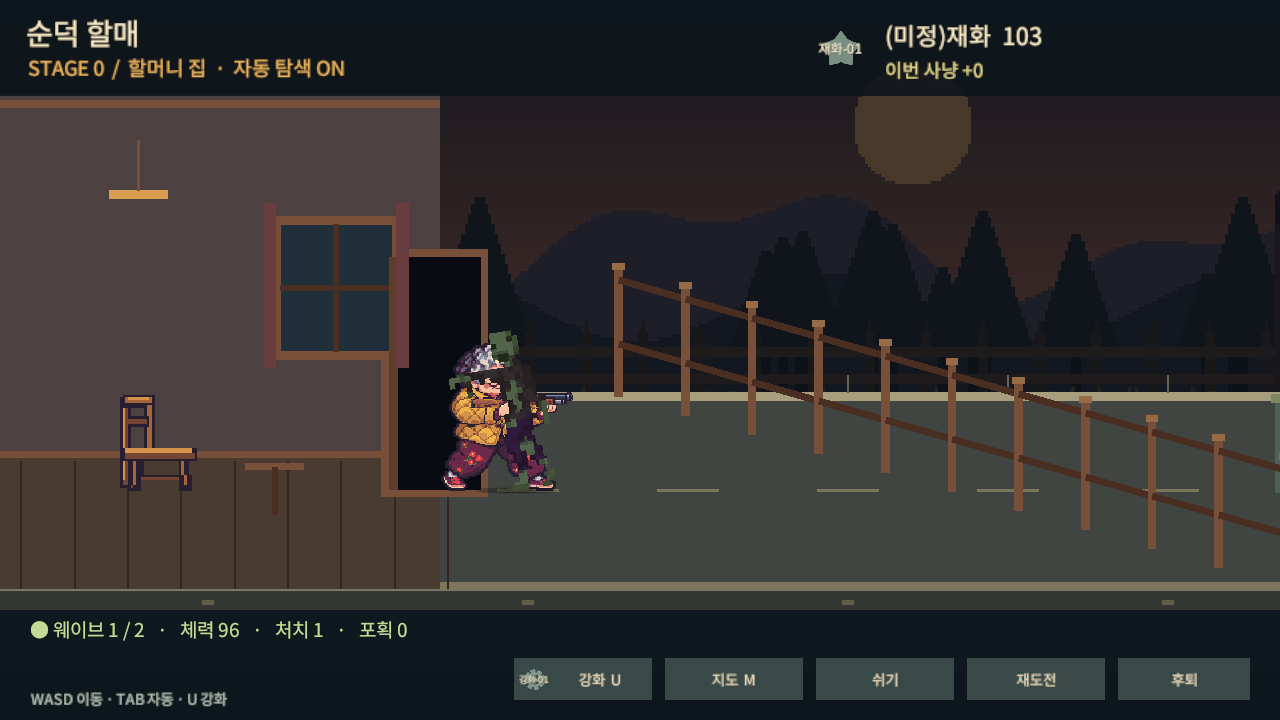 순덕 할매
STAGE 0 / 할머니 집 · 자동 탐색 ON
재화-01
(미정)재화 103
이번 사냥 +0
웨이브 1 / 2 · 체력 96 · 처치 1 · 포획 0
WASD 이동 · TAB 자동 · U 강화
강화-01
강화 U
지도 M
쉬기
재도전
후퇴